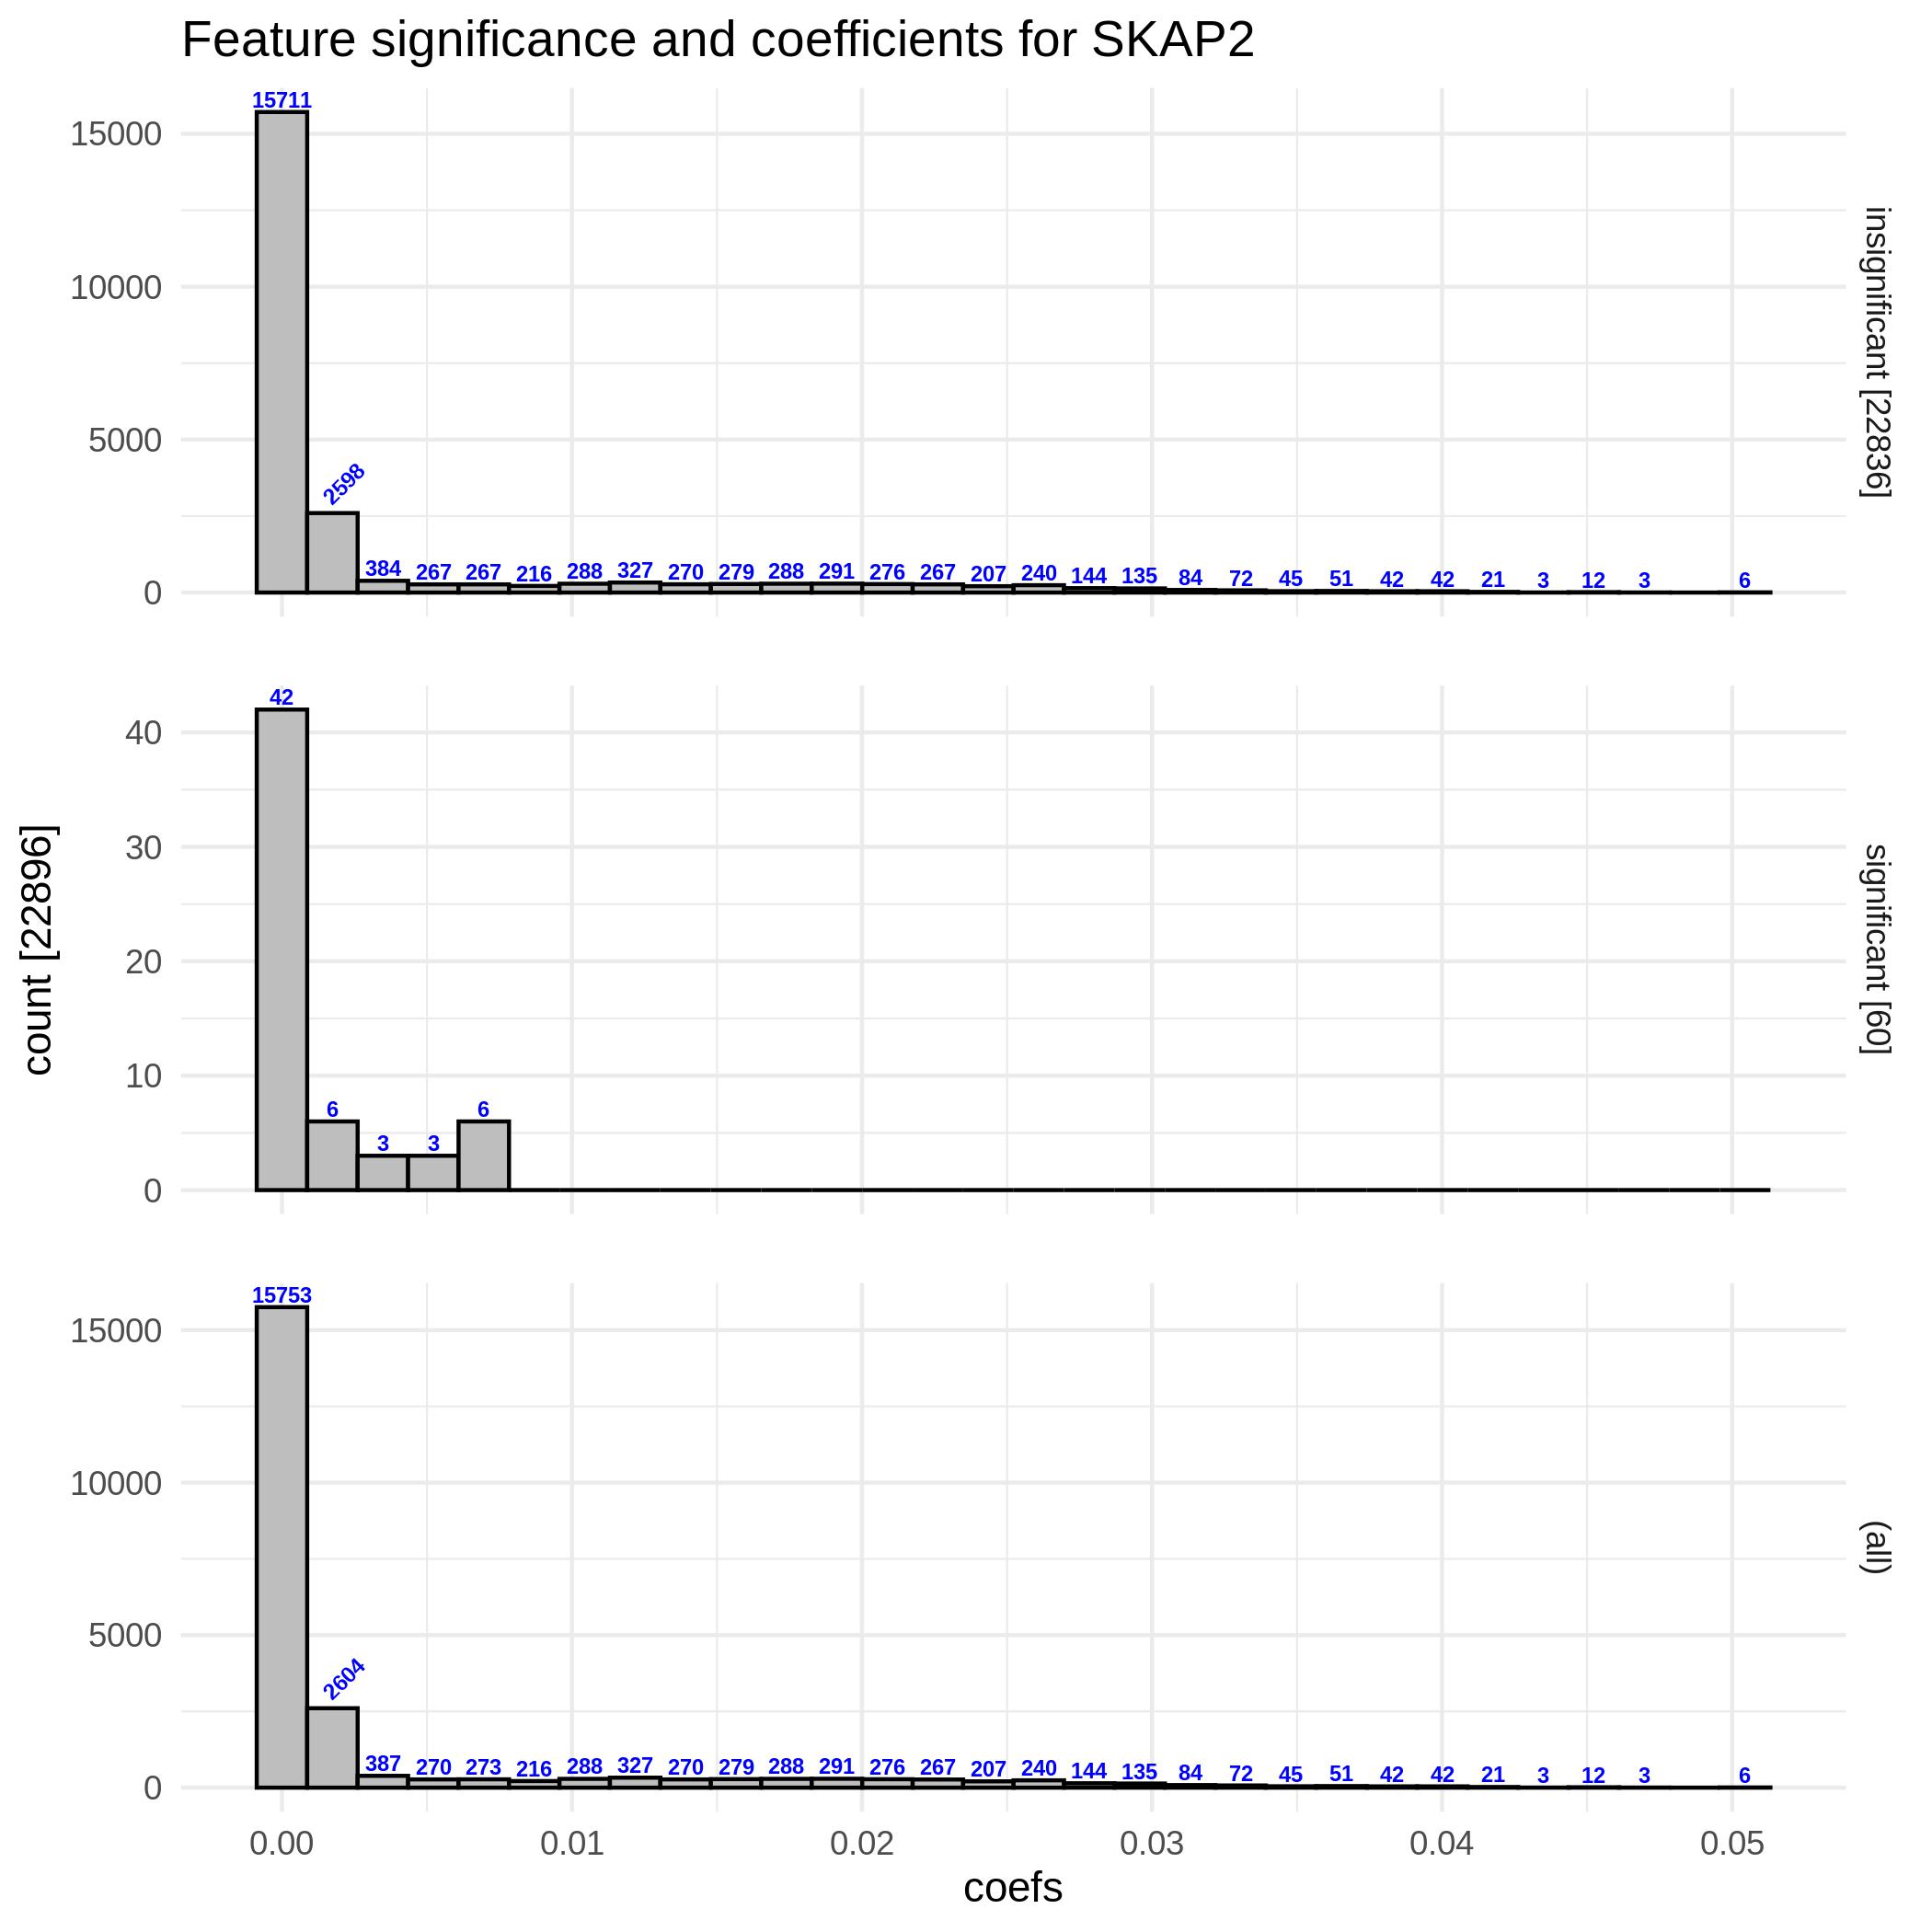 Feature significance and coefficients for SKAP2
15711
15000
10000
5000
2598
384 267 267 216 288 327 270 279 288 291 276 267 207 240 144 135 84 72 45 51 42 42 21 3 12 3 6
0
insignificant [22836]
42
40
30
20
10
6 3 3 6
0
significant [60]
count [22896]
15753
15000
10000
5000
2604
387 270 273 216 288 327 270 279 288 291 276 267 207 240 144 135 84 72 45 51 42 42 21 3 12 3 6
0
(all)
0.00 0.01 0.02 0.03 0.04 0.05
coefs